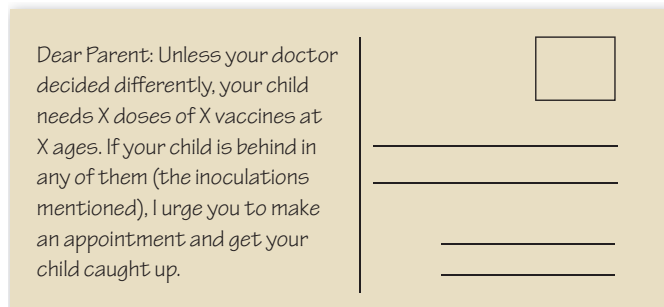 Dear Parent: Unless your doctor
decided differently, your child
needs X doses of X vaccines at
X ages. If your child is behind in
any of them (the inoculations
mentioned), I urge you to make
an appointment and get your
child caught up.